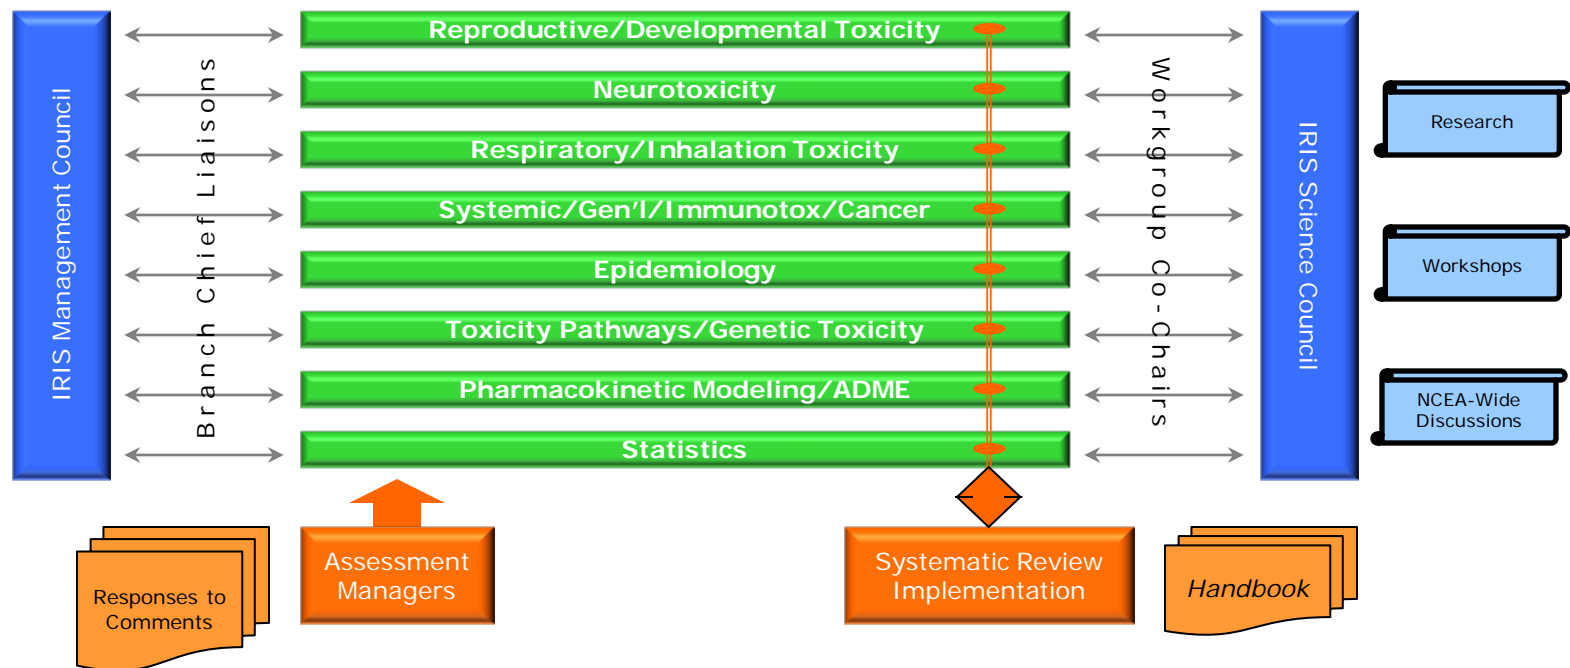 IRIS Management Council
Branch Chief Liaisons
Reproductive/Developmental Toxicity
Neurotoxicity
Respiratory/Inhalation Toxicity
Systemic/Gen'l/Immunotox/Cancer
Epidemiology
Toxicity Pathways/Genetic Toxicity
Pharmacokinetic Modeling/ADME
Statistics
Workgroup Co-Chairs
IRIS Science Council
Research
Workshops
NCEA-Wide
Discussions
Responses to
Comments
Assessment
Managers
Systematic Review
Implementation
Handbook